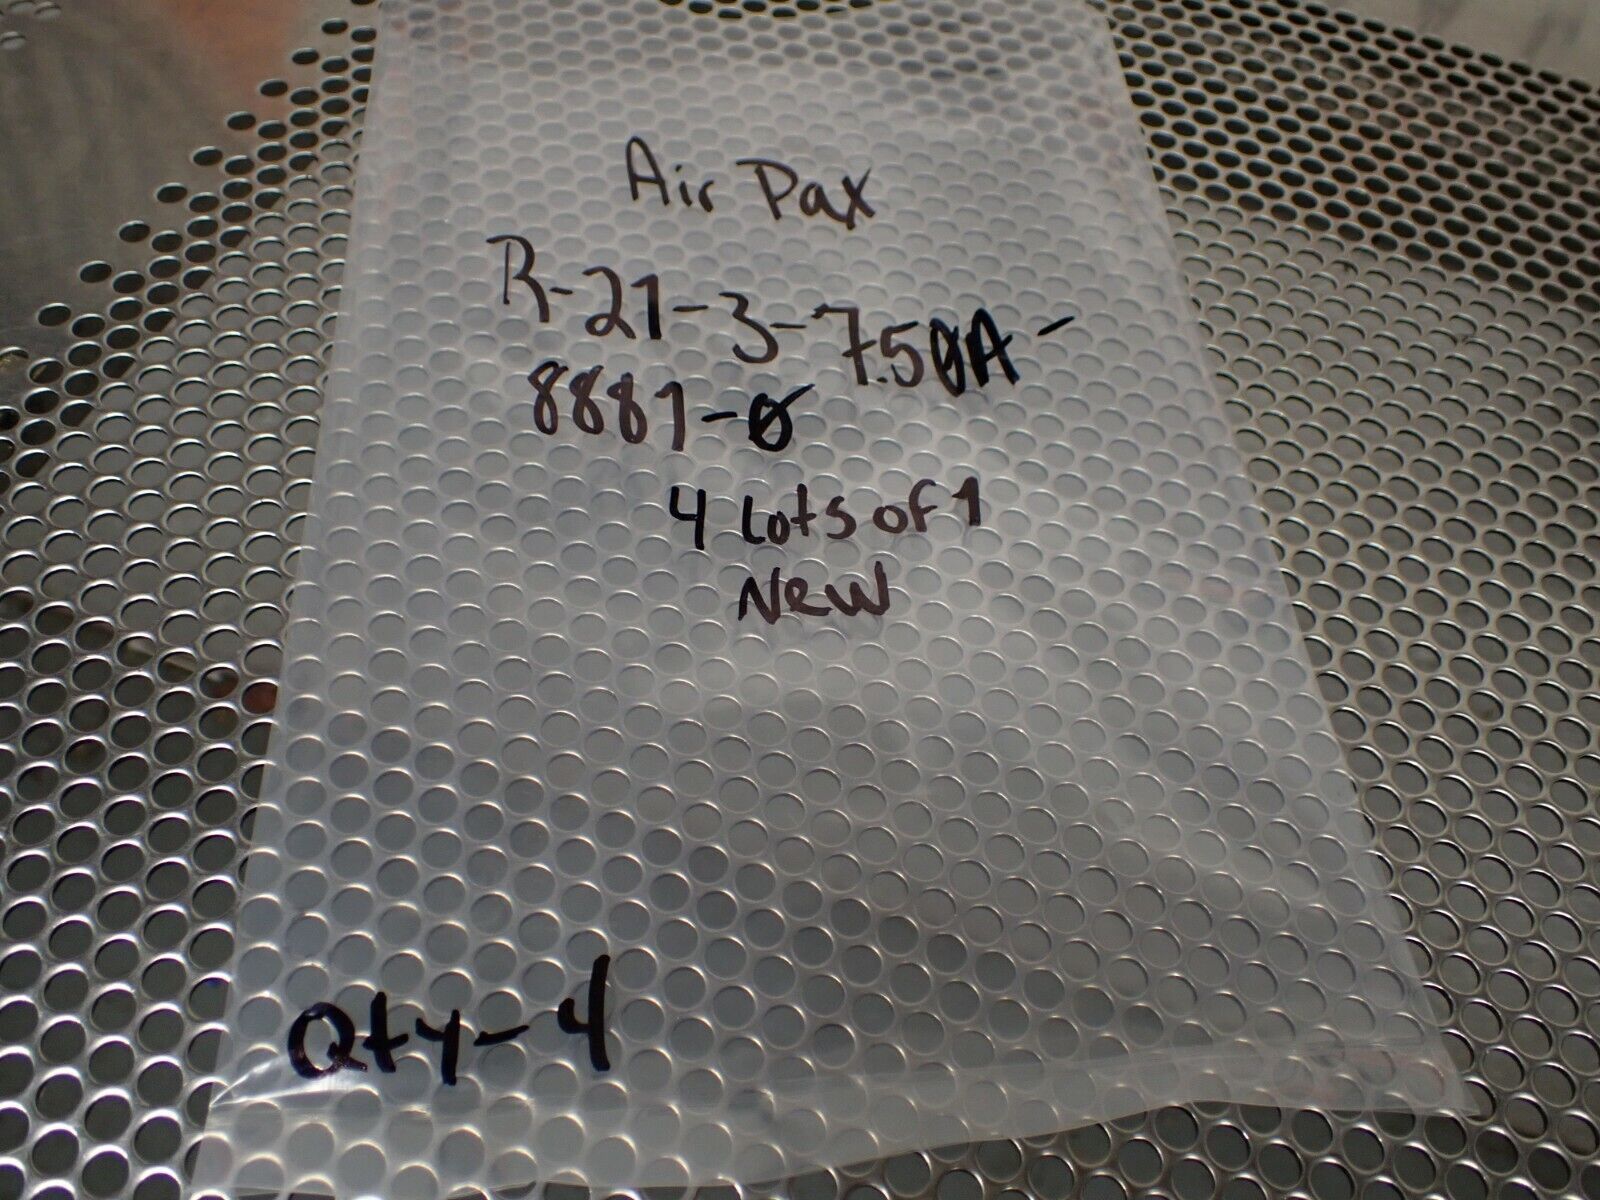 Air Pax
R-21-3-7.50A-
8881-0
4 Lots of 1
New
Qty-4